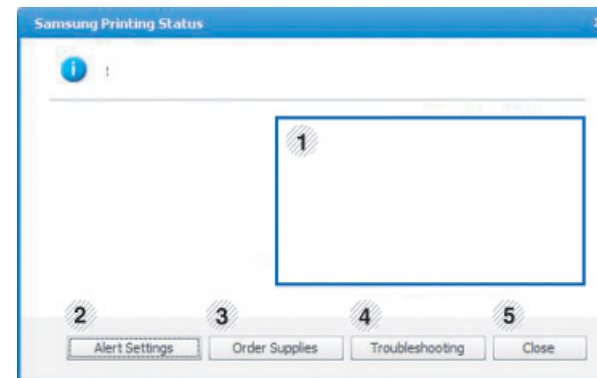 Samsung Printing Status
:
1
2
3
4
5
Alert Settings
Order Supplies
Troubleshooting
Close